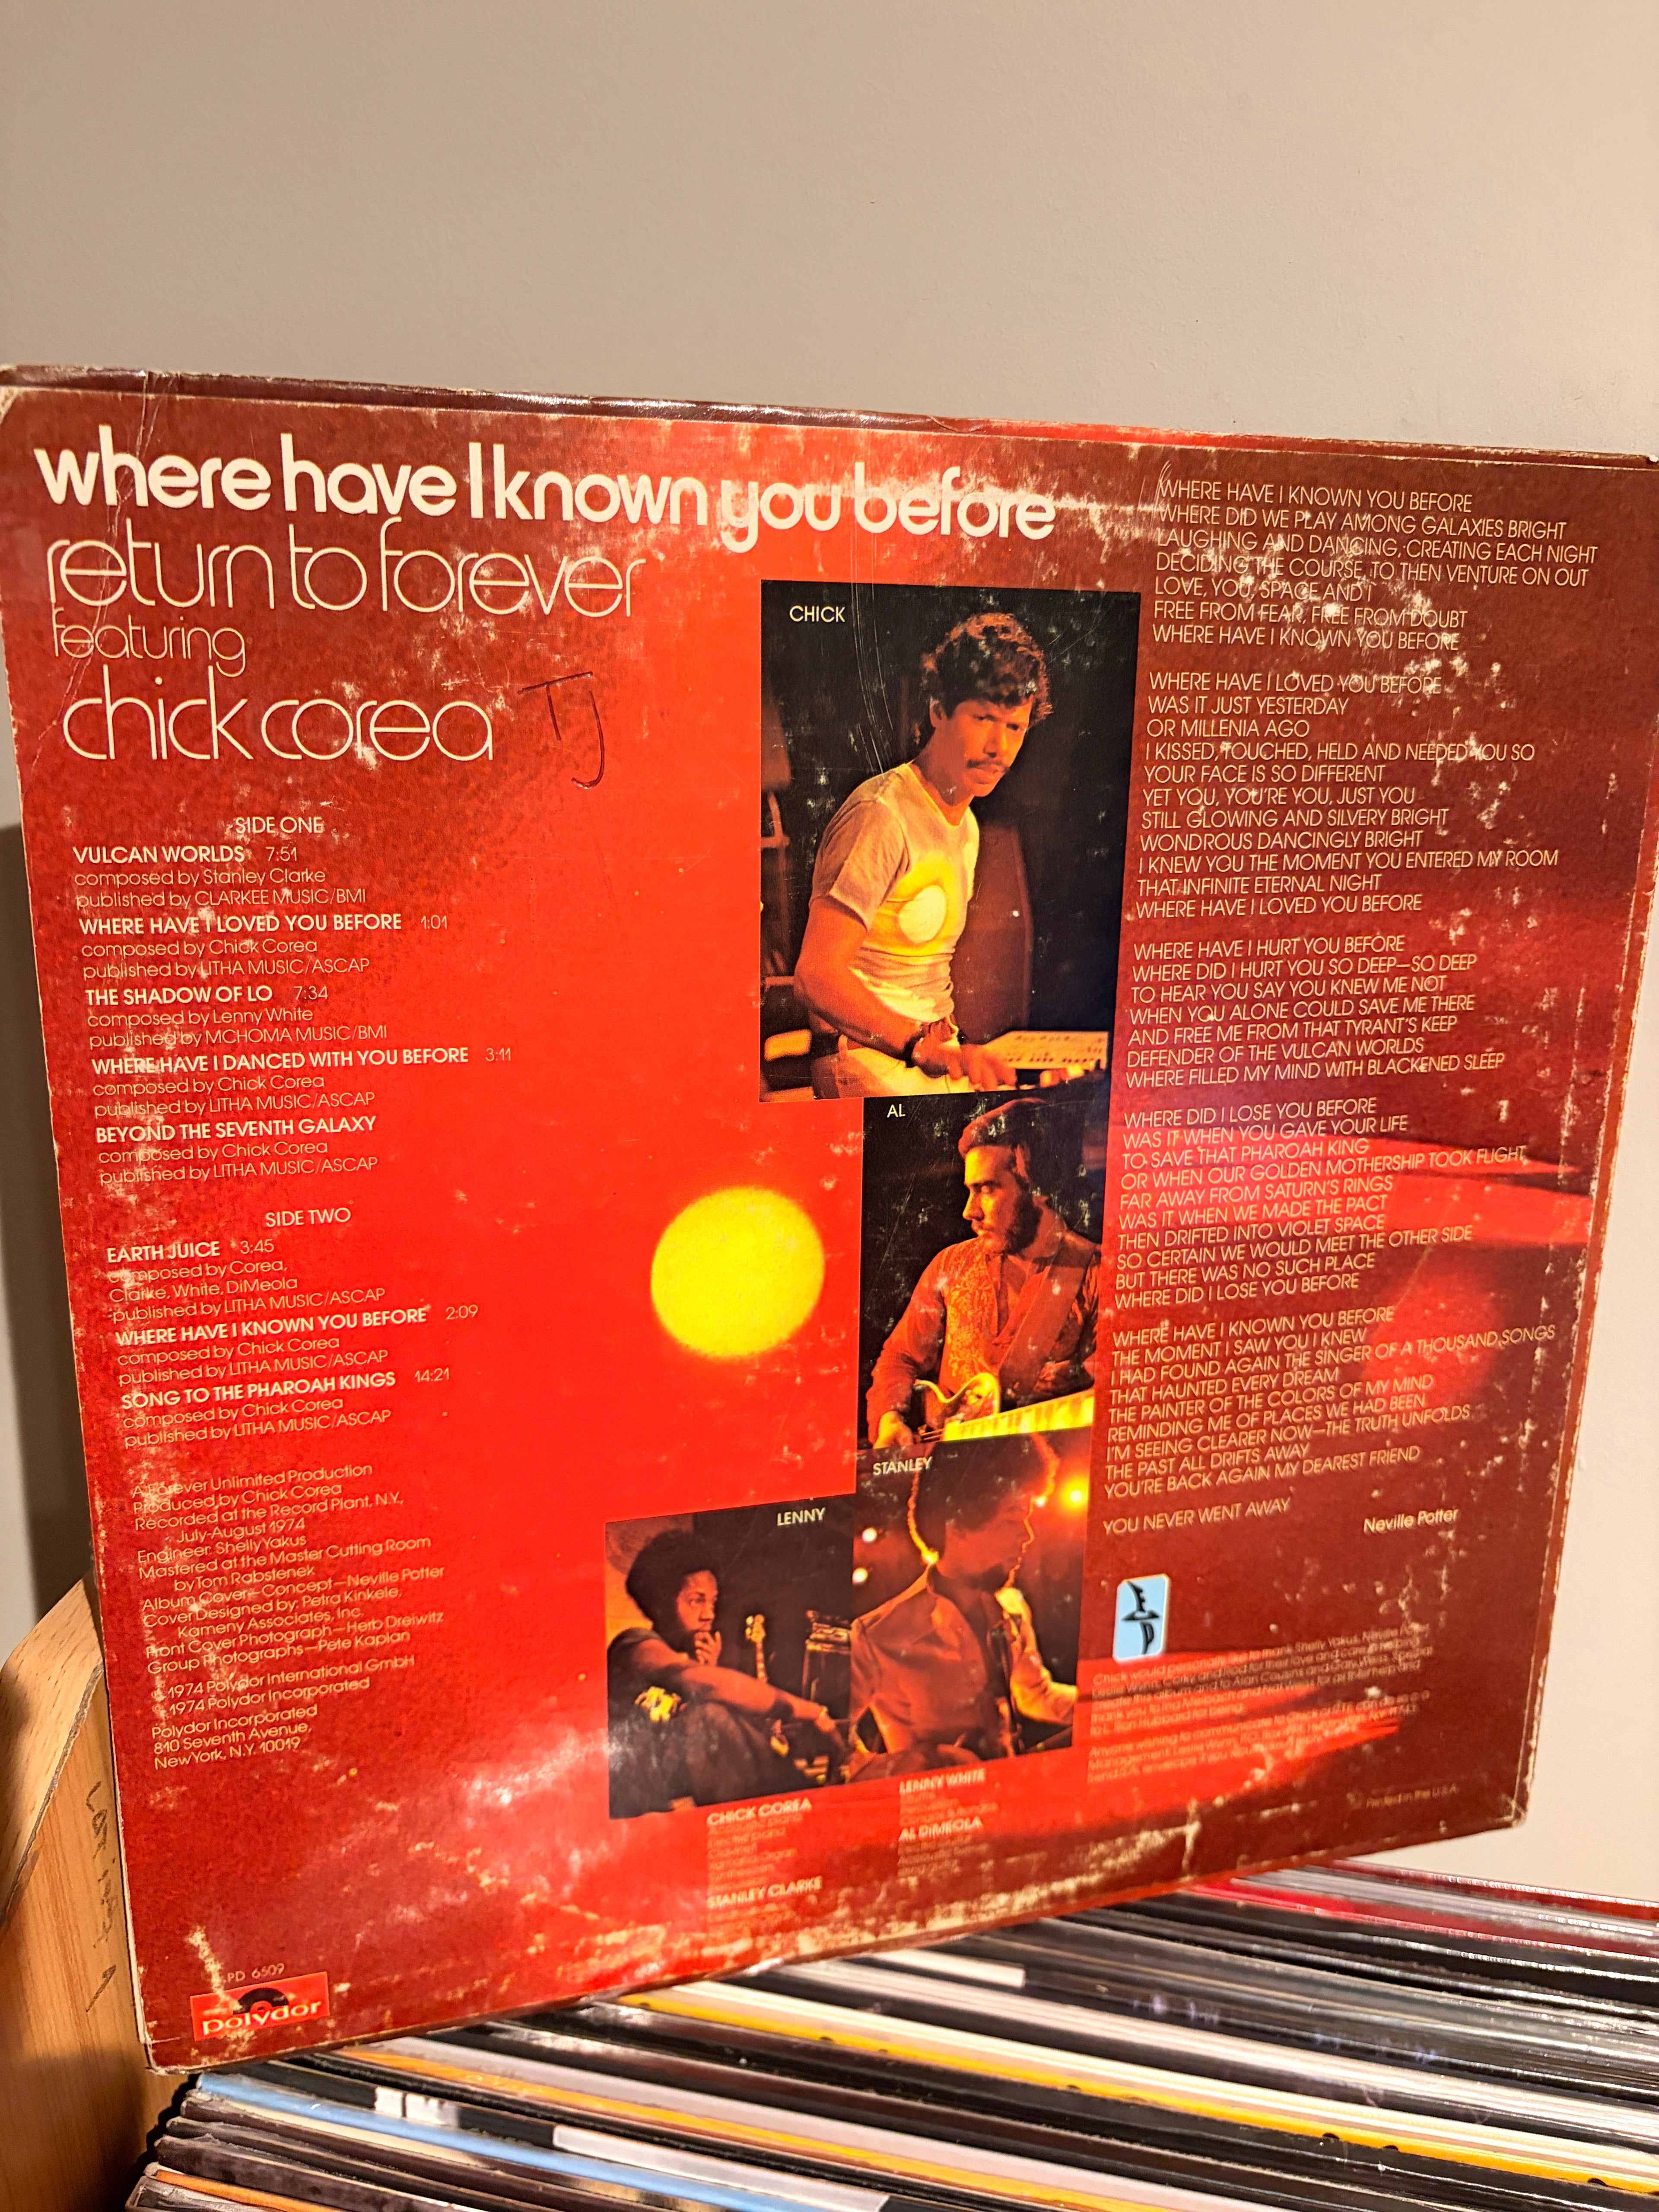 where have I known you before
return to forever
featuring
chick corea
TJ
SIDE ONE
VULCAN WORLDS 7:51
composed by Stanley Clarke
published by CLARKEE MUSIC/BMI
WHERE HAVE I LOVED YOU BEFORE 1:01
composed by Chick Corea
published by LITHA MUSIC/ASCAP
THE SHADOW OF LO 7:34
composed by Lenny White
published by MCHOMA MUSIC/BMI
WHERE HAVE I DANCED WITH YOU BEFORE 3:11
composed by Chick Corea
published by LITHA MUSIC/ASCAP
BEYOND THE SEVENTH GALAXY
composed by Chick Corea
published by LITHA MUSIC/ASCAP
SIDE TWO
EARTH JUICE 3:45
composed by Corea,
Clarke, White, DiMeola
published by LITHA MUSIC/ASCAP
WHERE HAVE I KNOWN YOU BEFORE 2:09
composed by Chick Corea
published by LITHA MUSIC/ASCAP
SONG TO THE PHAROAH KINGS 14:21
composed by Chick Corea
published by LITHA MUSIC/ASCAP
A Forever Unlimited Production
Produced by Chick Corea
Recorded at the Record Plant, N.Y.,
July-August 1974
Engineer: Shelly Yakus
Mastered at the Master Cutting Room
by Tom Rabstenek
Album Cover—Concept—Neville Potter
Cover Designed by: Petra Kinkele,
Kameny Associates, Inc.
Front Cover Photograph—Herb Dreiwitz
Group Photographs—Pete Kaplan
℗ 1974 Polydor International GmbH
© 1974 Polydor Incorporated
Polydor Incorporated
810 Seventh Avenue,
New York, N.Y. 10019
PD 6509
polydor
CHICK
AL
STANLEY
LENNY
CHICK COREA
STANLEY CLARKE
LENNY WHITE
AL DiMEOLA
WHERE HAVE I KNOWN YOU BEFORE
WHERE DID WE PLAY AMONG GALAXIES BRIGHT
LAUGHING AND DANCING, CREATING EACH NIGHT
DECIDING THE COURSE, TO THEN VENTURE ON OUT
LOVE, YOU, SPACE AND I
FREE FROM FEAR, FREE FROM DOUBT
WHERE HAVE I KNOWN YOU BEFORE
WHERE HAVE I LOVED YOU BEFORE
WAS IT JUST YESTERDAY
OR MILLENIA AGO
I KISSED, TOUCHED, HELD AND NEEDED YOU SO
YOUR FACE IS SO DIFFERENT
YET YOU, YOU'RE YOU, JUST YOU
STILL GLOWING AND SILVERY BRIGHT
WONDROUS DANCINGLY BRIGHT
I KNEW YOU THE MOMENT YOU ENTERED MY ROOM
THAT INFINITE ETERNAL NIGHT
WHERE HAVE I LOVED YOU BEFORE
WHERE HAVE I HURT YOU BEFORE
WHERE DID I HURT YOU SO DEEP—SO DEEP
TO HEAR YOU SAY YOU KNEW ME NOT
WHEN YOU ALONE COULD SAVE ME THERE
AND FREE ME FROM THAT TYRANT'S KEEP
DEFENDER OF THE VULCAN WORLDS
WHERE FILLED MY MIND WITH BLACKENED SLEEP
WHERE DID I LOSE YOU BEFORE
WAS IT WHEN YOU GAVE YOUR LIFE
TO SAVE THAT PHAROAH KING
OR WHEN OUR GOLDEN MOTHERSHIP TOOK FLIGHT
FAR AWAY FROM SATURN'S RINGS
WAS IT WHEN WE MADE THE PACT
THEN DRIFTED INTO VIOLET SPACE
SO CERTAIN WE WOULD MEET THE OTHER SIDE
BUT THERE WAS NO SUCH PLACE
WHERE DID I LOSE YOU BEFORE
WHERE HAVE I KNOWN YOU BEFORE
THE MOMENT I SAW YOU I KNEW
I HAD FOUND AGAIN THE SINGER OF A THOUSAND SONGS
THAT HAUNTED EVERY DREAM
THE PAINTER OF THE COLORS OF MY MIND
REMINDING ME OF PLACES WE HAD BEEN
I'M SEEING CLEARER NOW—THE TRUTH UNFOLDS
THE PAST ALL DRIFTS AWAY
YOU'RE BACK AGAIN MY DEAREST FRIEND
YOU NEVER WENT AWAY
Neville Potter
Chick would personally like to thank Shelly Yakus, Neville Potter,
Printed in the U.S.A.